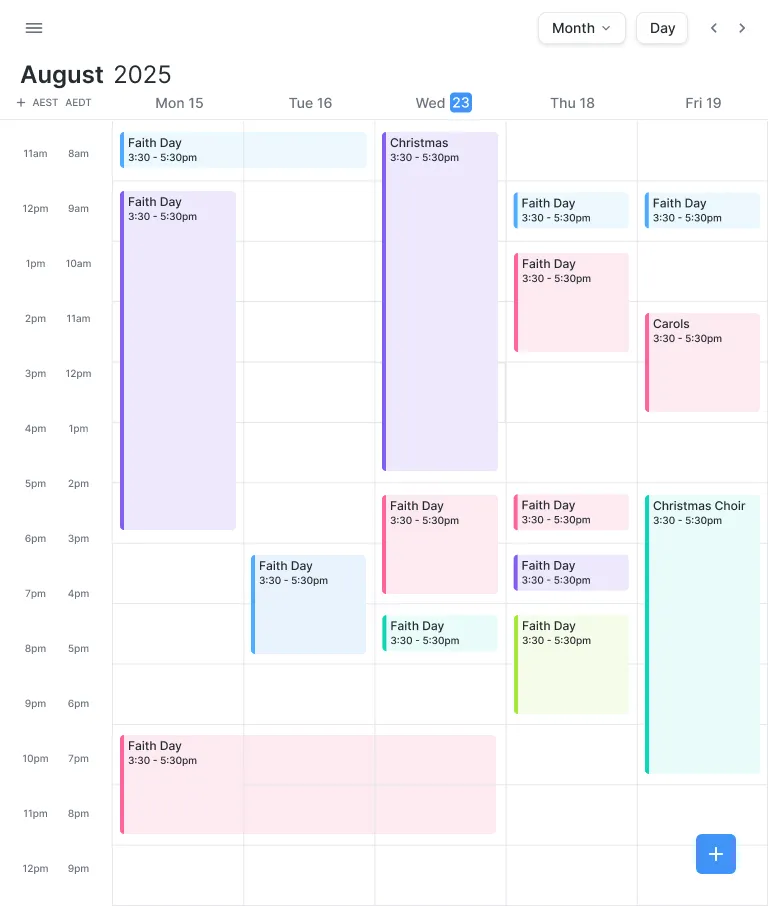 Month
Day
August 2025
+ AEST AEDT
Mon 15
Tue 16
Wed 23
Thu 18
Fri 19
11am 8am
12pm 9am
1pm 10am
2pm 11am
3pm 12pm
4pm 1pm
5pm 2pm
6pm 3pm
7pm 4pm
8pm 5pm
9pm 6pm
10pm 7pm
11pm 8pm
12pm 9pm
Faith Day
3:30 - 5:30pm
Faith Day
3:30 - 5:30pm
Faith Day
3:30 - 5:30pm
Faith Day
3:30 - 5:30pm
Christmas
3:30 - 5:30pm
Faith Day
3:30 - 5:30pm
Faith Day
3:30 - 5:30pm
Faith Day
3:30 - 5:30pm
Faith Day
3:30 - 5:30pm
Faith Day
3:30 - 5:30pm
Faith Day
3:30 - 5:30pm
Faith Day
3:30 - 5:30pm
Faith Day
3:30 - 5:30pm
Carols
3:30 - 5:30pm
Christmas Choir
3:30 - 5:30pm
+